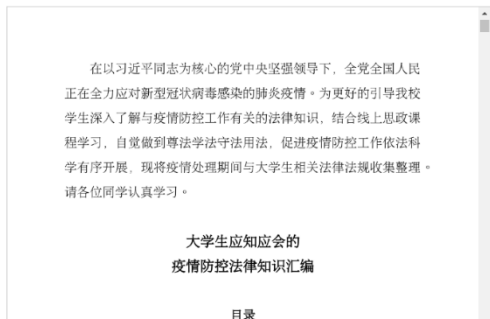 在以习近平同志为核心的党中央坚强领导下，全党全国人民
正在全力应对新型冠状病毒感染的肺炎疫情。为更好的引导我校
学生深入了解与疫情防控工作有关的法律知识，结合线上思政课
程学习，自觉做到尊法学法守法用法，促进疫情防控工作依法科
学有序开展，现将疫情处理期间与大学生相关法律法规收集整理。
请各位同学认真学习。
大学生应知应会的
疫情防控法律知识汇编
目录